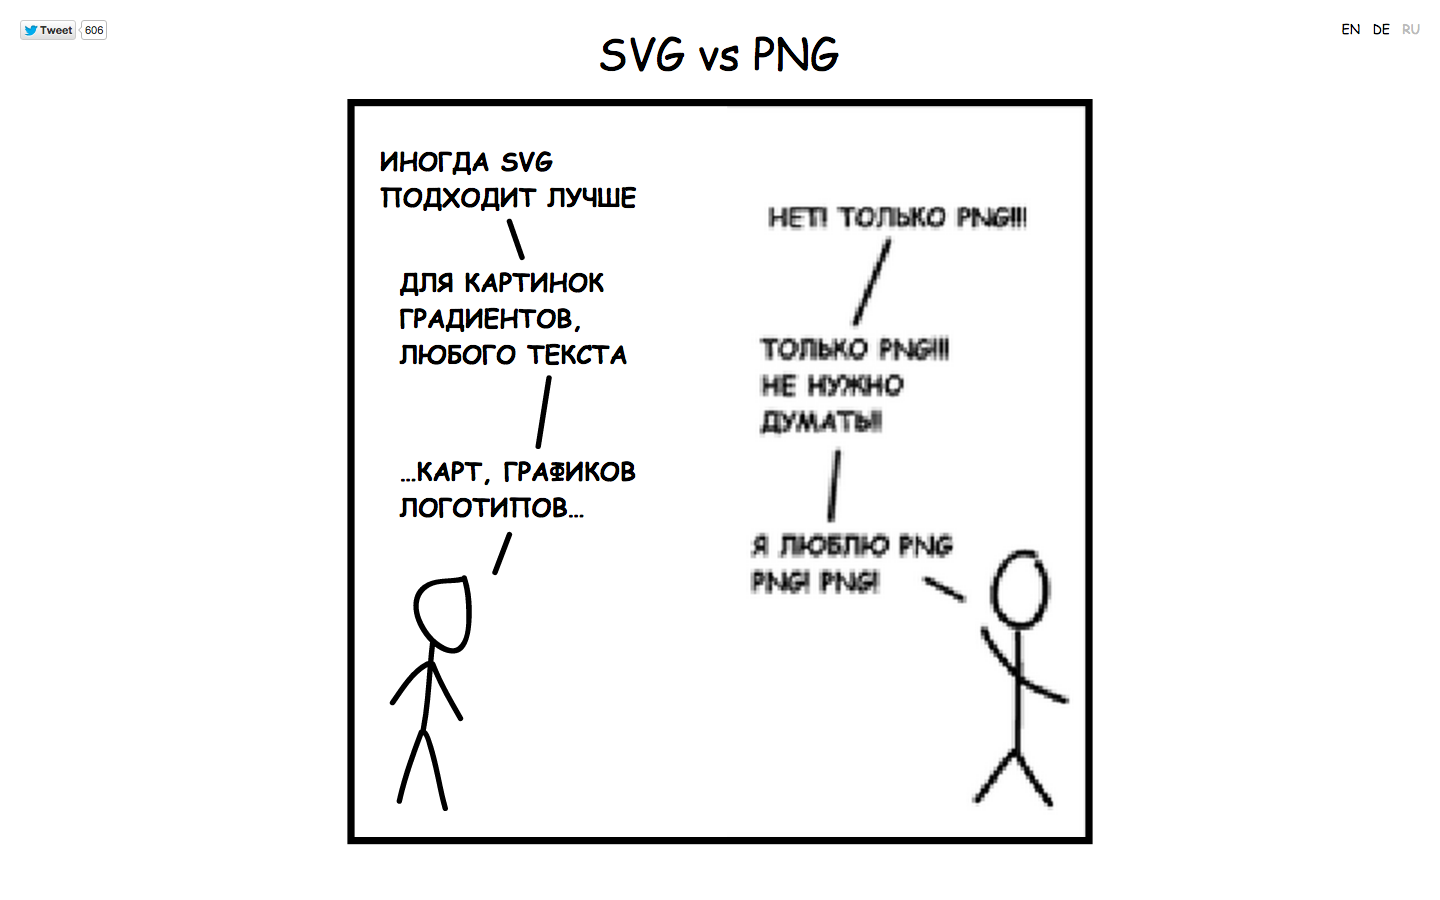 Tweet 606
EN DE RU
SVG vs PNG
ИНОГДА SVG
ПОДХОДИТ ЛУЧШЕ
ДЛЯ КАРТИНОК
ГРАДИЕНТОВ,
ЛЮБОГО ТЕКСТА
...КАРТ, ГРАФИКОВ
ЛОГОТИПОВ...
НЕТ! ТОЛЬКО PNG!!!
ТОЛЬКО PNG!!!
НЕ НУЖНО
ДУМАТЬ!!
Я ЛЮБЛЮ PNG
PNG! PNG!